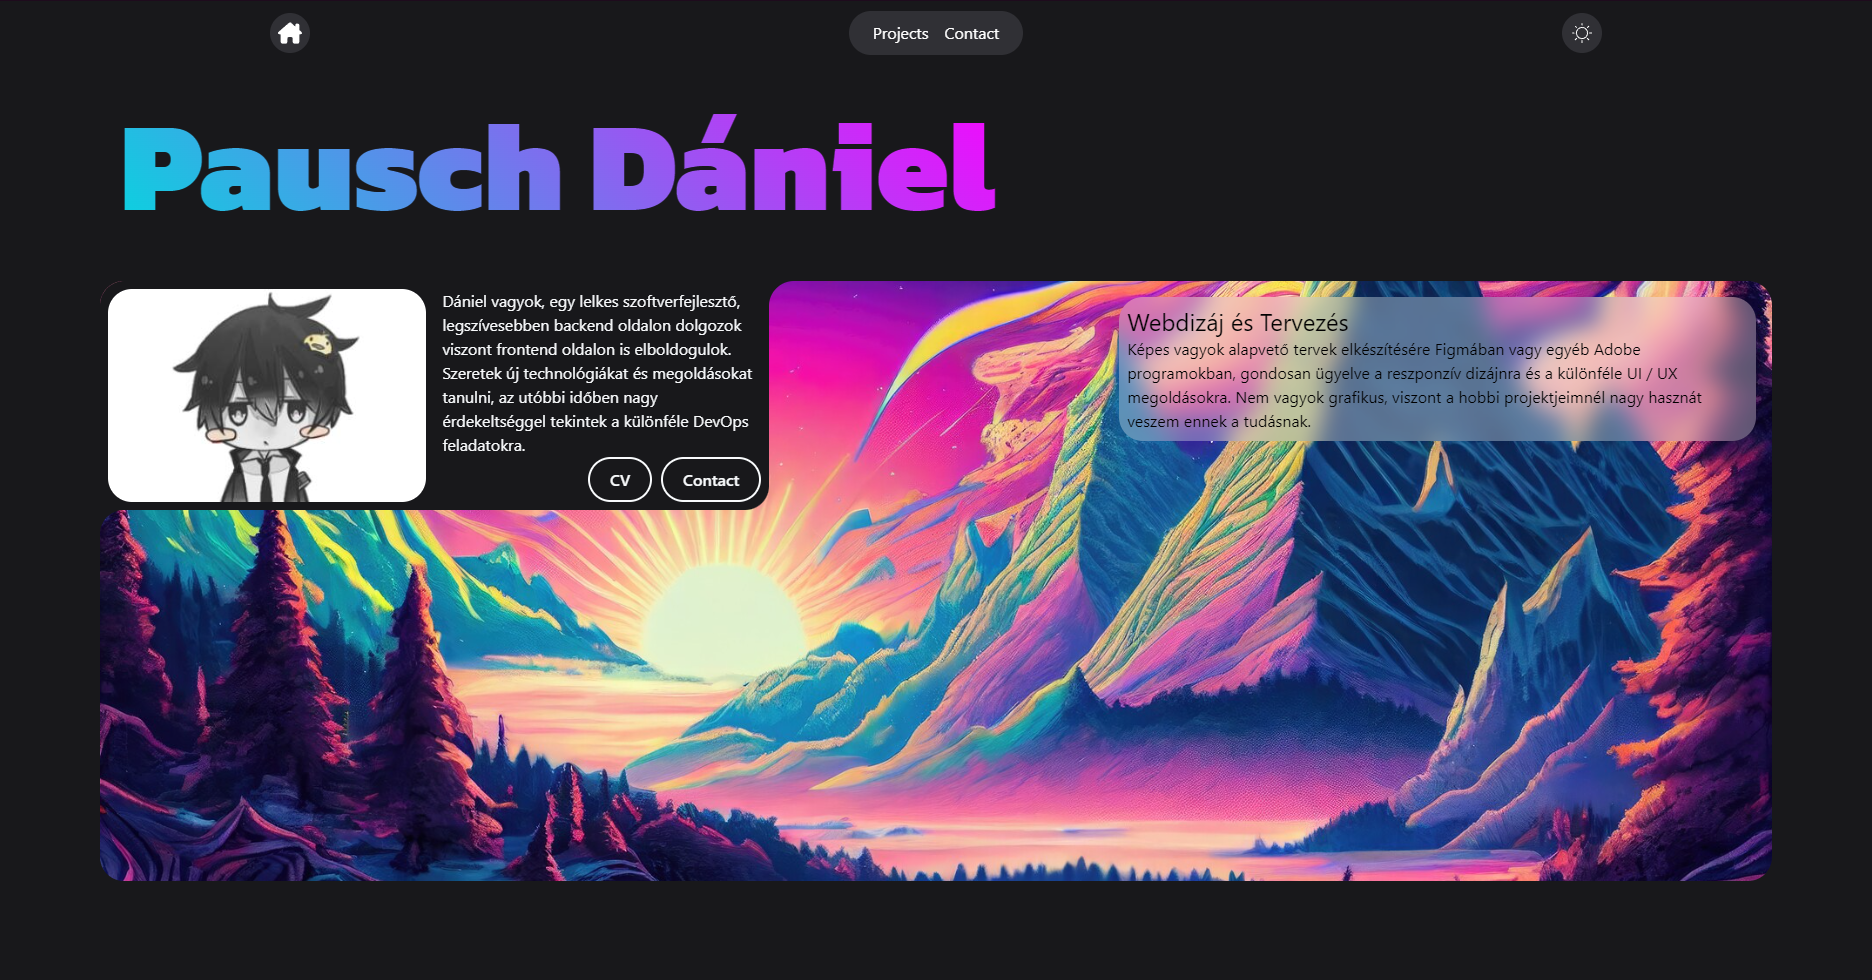 Projects Contact
Pausch Dániel
Dániel vagyok, egy lelkes szoftverfejlesztő,
legszívesebben backend oldalon dolgozok
viszont frontend oldalon is elboldogulok.
Szeretek új technológiákat és megoldásokat
tanulni, az utóbbi időben nagy
érdekeltséggel tekintek a különféle DevOps
feladatokra.
CV Contact
Webdizáj és Tervezés
Képes vagyok alapvető tervek elkészítésére Figmában vagy egyéb Adobe
programokban, gondosan ügyelve a reszponzív dizájnra és a különféle UI / UX
megoldásokra. Nem vagyok grafikus, viszont a hobbi projektjeimnél nagy hasznát
veszem ennek a tudásnak.